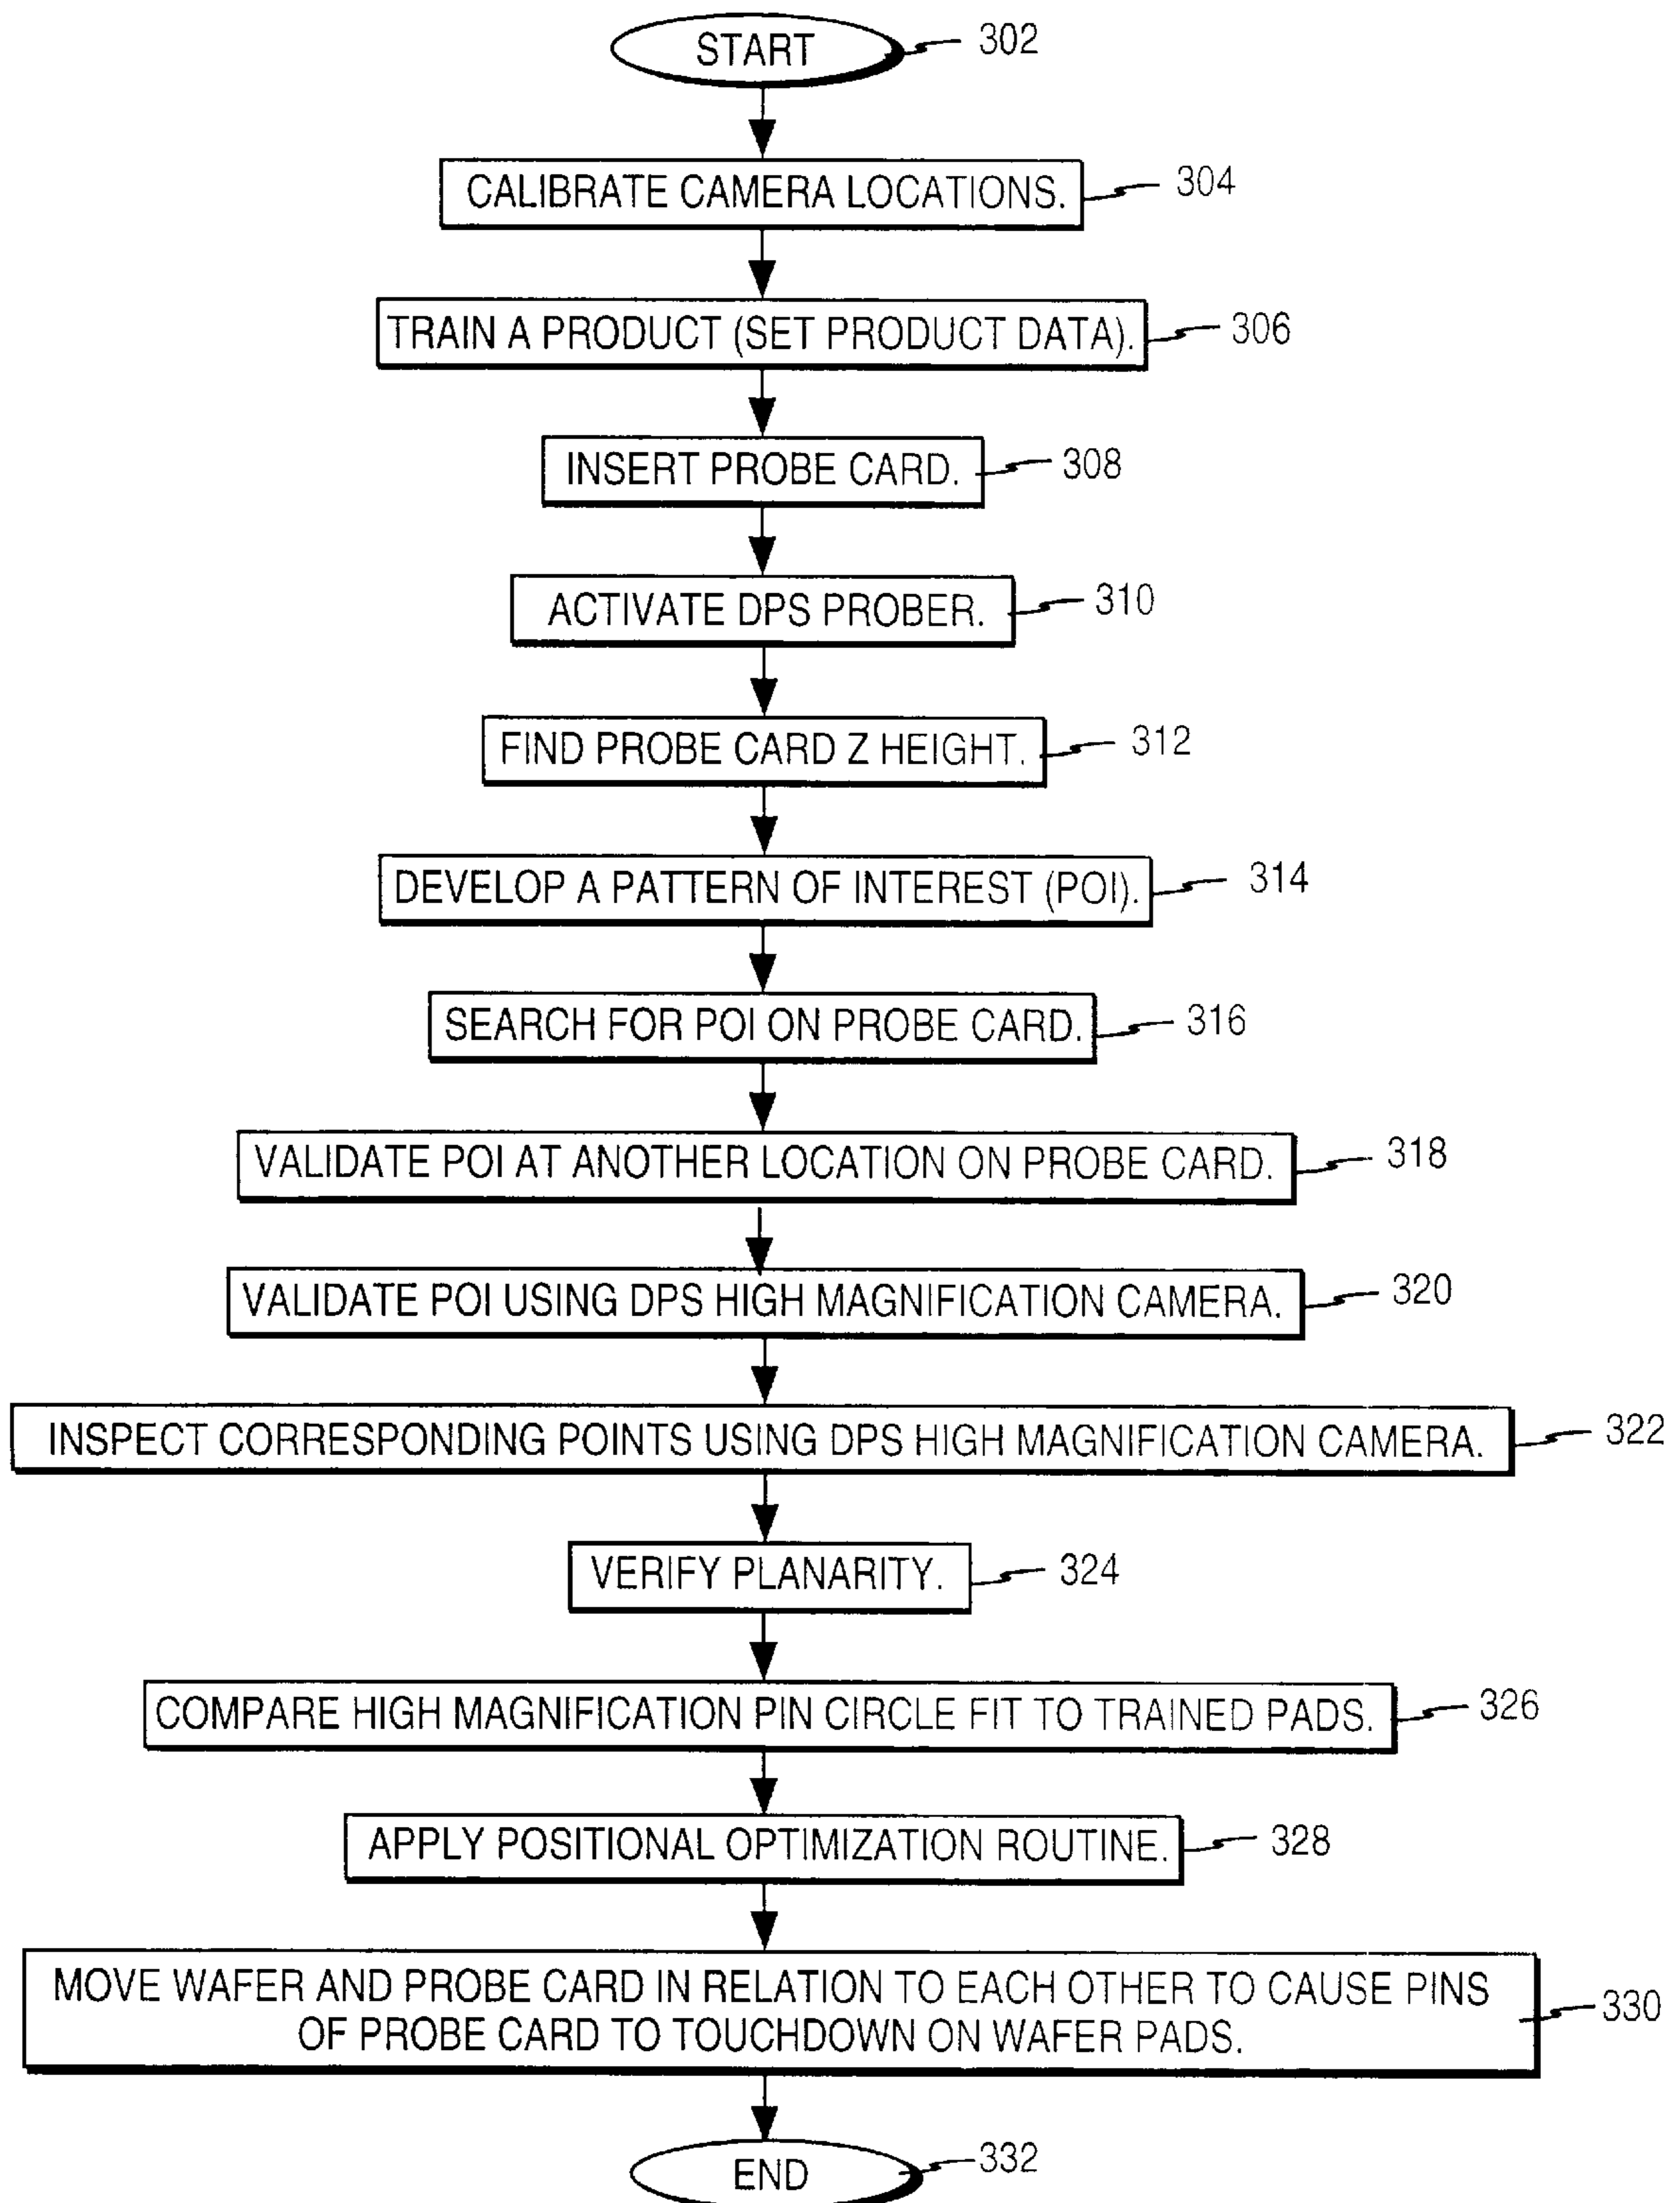 START
302
CALIBRATE CAMERA LOCATIONS.
304
TRAIN A PRODUCT (SET PRODUCT DATA).
306
INSERT PROBE CARD.
308
ACTIVATE DPS PROBER.
310
FIND PROBE CARD Z HEIGHT.
312
DEVELOP A PATTERN OF INTEREST (POI).
314
SEARCH FOR POI ON PROBE CARD.
316
VALIDATE POI AT ANOTHER LOCATION ON PROBE CARD.
318
VALIDATE POI USING DPS HIGH MAGNIFICATION CAMERA.
320
INSPECT CORRESPONDING POINTS USING DPS HIGH MAGNIFICATION CAMERA.
322
VERIFY PLANARITY.
324
COMPARE HIGH MAGNIFICATION PIN CIRCLE FIT TO TRAINED PADS.
326
APPLY POSITIONAL OPTIMIZATION ROUTINE.
328
MOVE WAFER AND PROBE CARD IN RELATION TO EACH OTHER TO CAUSE PINS
OF PROBE CARD TO TOUCHDOWN ON WAFER PADS.
330
END
332